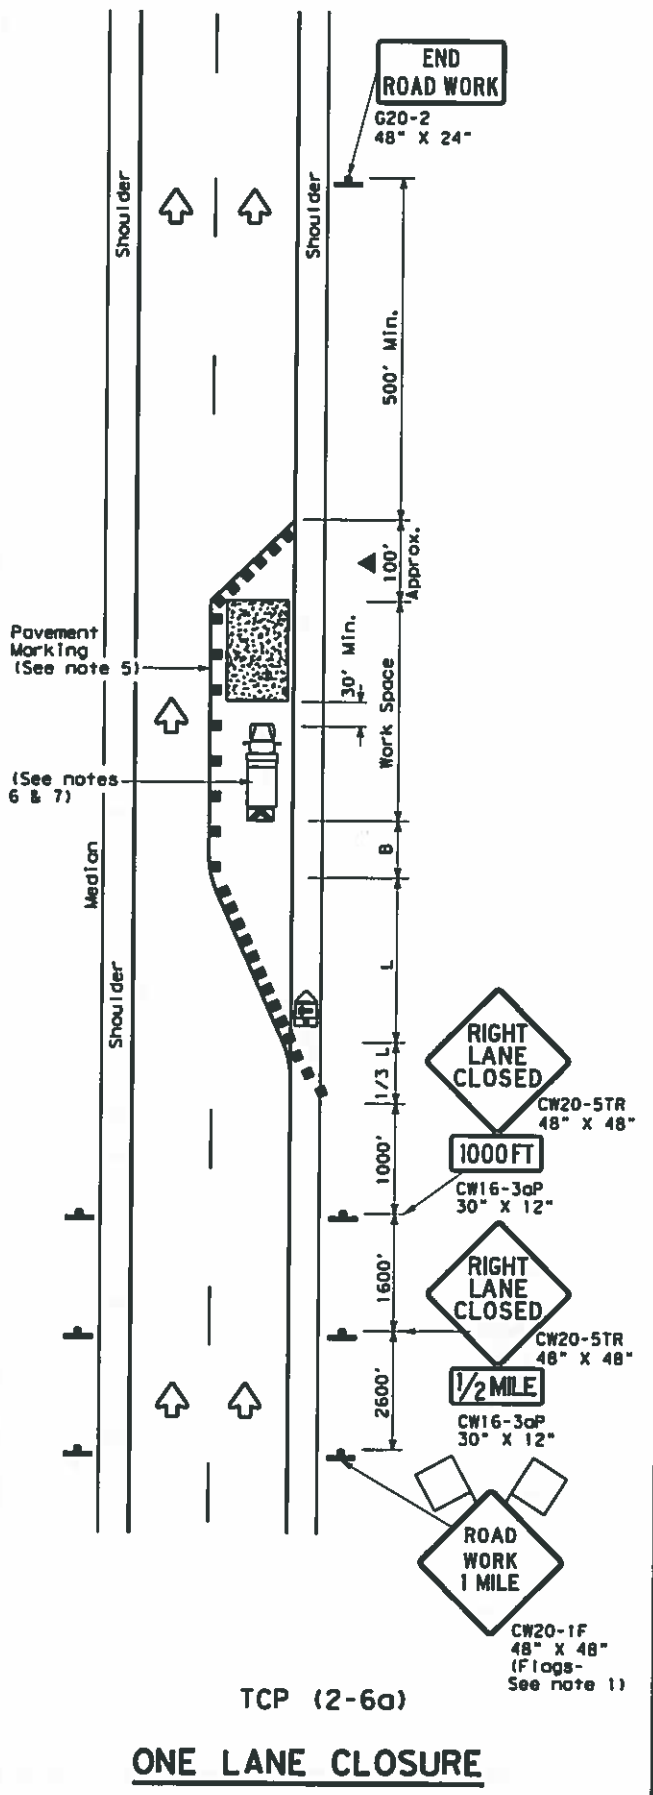 END
ROAD WORK
G20-2
48" X 24"
Shoulder
Shoulder
500' Min.
100'
Approx.
Pavement
Marking
(See note 5)
30' Min.
Work Space
(See notes
6 & 7)
B
Median
Shoulder
L
1/3 L
RIGHT
LANE
CLOSED
CW20-5TR
48" X 48"
1000 FT
CW16-3aP
30" X 12"
1000'
1600'
RIGHT
LANE
CLOSED
CW20-5TR
48" X 48"
1/2 MILE
CW16-3aP
30" X 12"
2600'
ROAD
WORK
1 MILE
CW20-1F
48" X 48"
(Flags-
See note 1)
TCP (2-6a)
ONE LANE CLOSURE